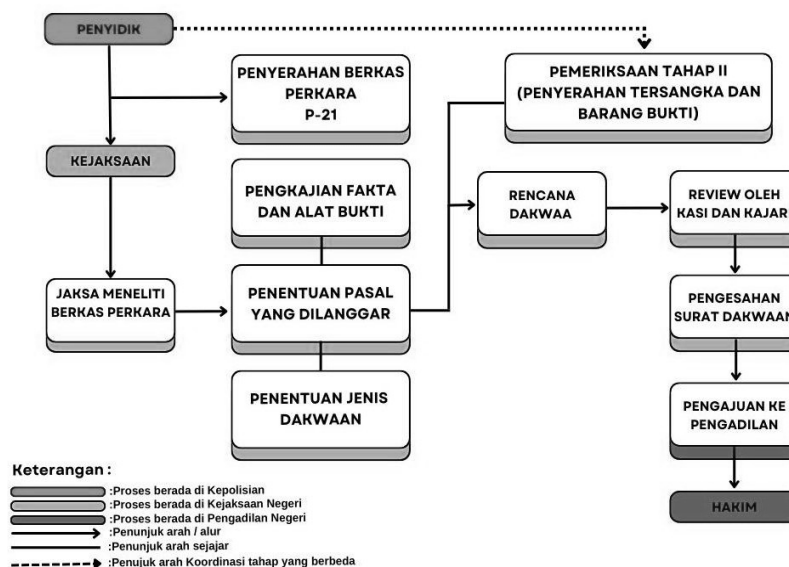 PENYIDIK
PENYERAHAN BERKAS
PERKARA
P-21
PEMERIKSAAN TAHAP II
(PENYERAHAN TERSANGKA DAN
BARANG BUKTI)
KEJAKSAAN
PENGKAJIAN FAKTA
DAN ALAT BUKTI
RENCANA
DAKWAA
REVIEW OLEH
KASI DAN KAJAR
JAKSA MENELITI
BERKAS PERKARA
PENENTUAN PASAL
YANG DILANGGAR
PENGESAHAN
SURAT DAKWAAN
PENENTUAN JENIS
DAKWAAN
PENGAJUAN KE
PENGADILAN
HAKIM
Keterangan :
:Proses berada di Kepolisian
:Proses berada di Kejaksaan Negeri
:Proses berada di Pengadilan Negeri
:Penunjuk arah / alur
:Penunjuk arah sejajar
:Penujuk arah Koordinasi tahap yang berbeda